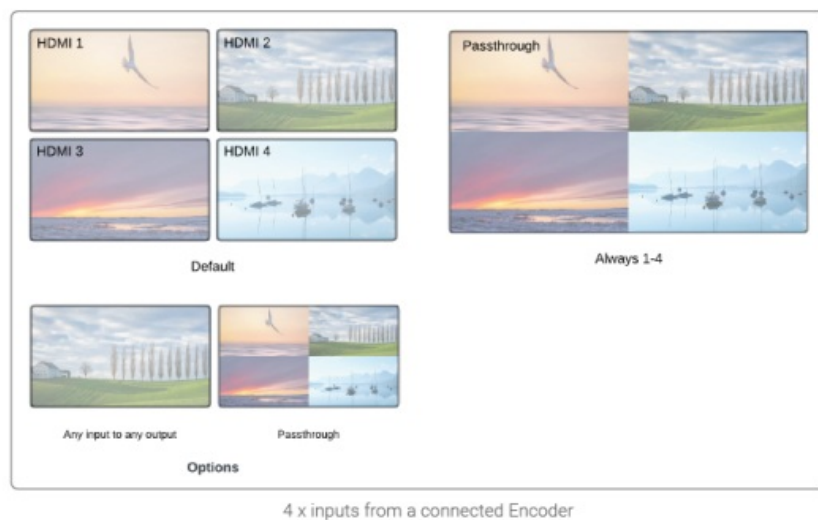 HDMI 1
HDMI 2
HDMI 3
HDMI 4
Default
Passthrough
Always 1-4
Any input to any output
Passthrough
Options
4 x inputs from a connected Encoder